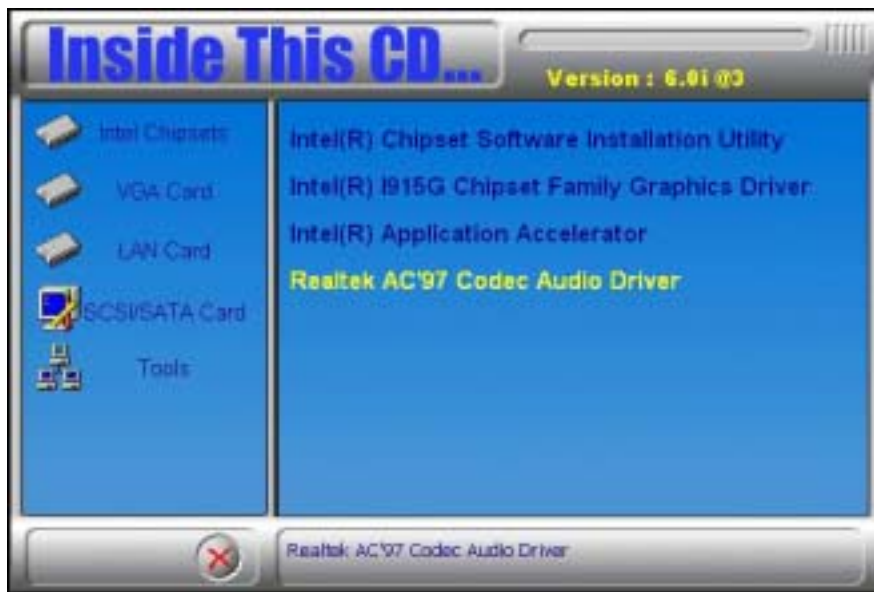 Inside This CD...
Version : 6.0i @3
Intel Chipsets
VGA Card
LAN Card
SCSI/SATA Card
Tools
Intel(R) Chipset Software Installation Utility
Intel(R) I915G Chipset Family Graphics Driver
Intel(R) Application Accelerator
Realtek AC'97 Codec Audio Driver
Realtek AC'97 Codec Audio Driver